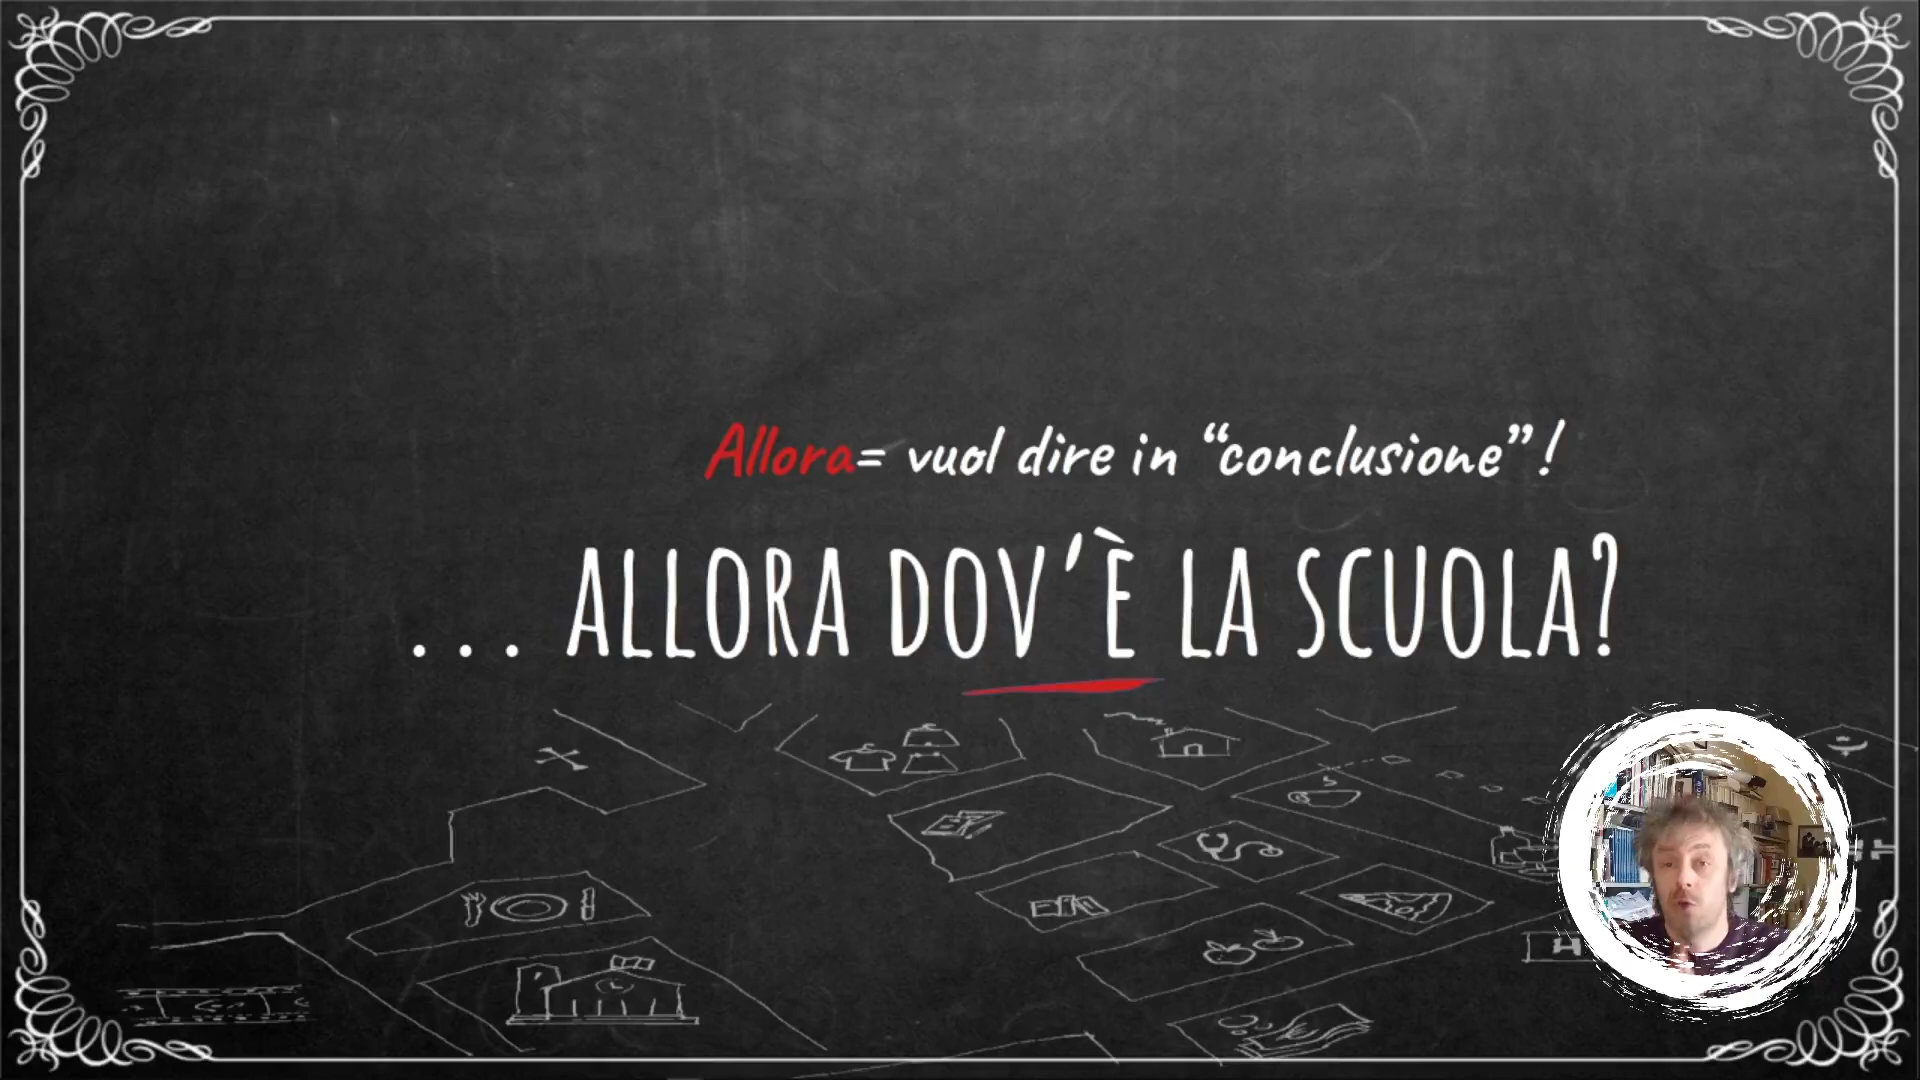 Allora= vuol dire in “conclusione”!
... ALLORA DOV’È LA SCUOLA?
H